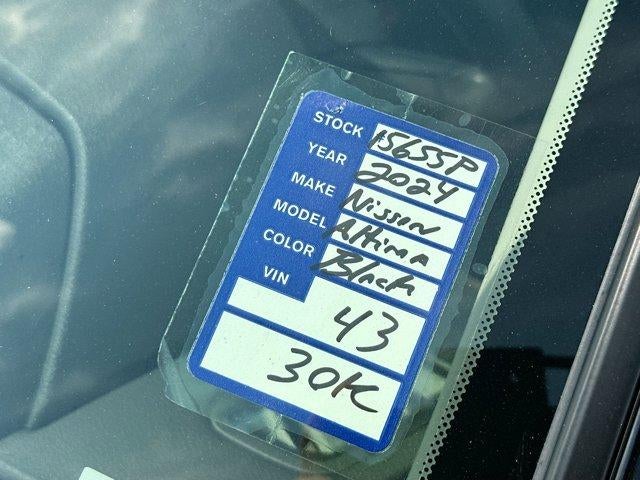 STOCK 15655P
YEAR 2024
MAKE Nissan
MODEL Altima
COLOR Black
VIN
43
30K